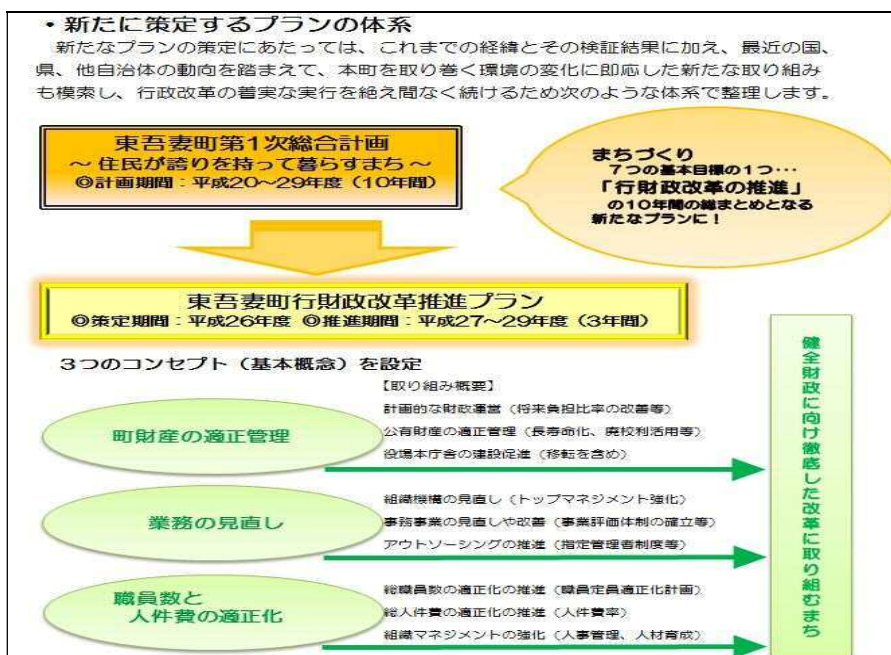 ・新たに策定するプランの体系
新たなプランの策定にあたっては、これまでの経緯とその検証結果に加え、最近の国、
県、他自治体の動向を踏まえて、本町を取り巻く環境の変化に即応した新たな取り組み
も模索し、行政改革の着実な実行を絶え間なく続けるため次のような体系で整理します。
東吾妻町第1次総合計画
～ 住民が誇りを持って暮らすまち ～
◎計画期間：平成20～29年度（10年間）
まちづくり
７つの基本目標の１つ…
「行財政改革の推進」
の１０年間の総まとめとなる
新たなプランに！
東吾妻町行財政改革推進プラン
◎策定期間：平成26年度 ◎推進期間：平成27～29年度（3年間）
３つのコンセプト（基本概念）を設定
【取り組み概要】
町財産の適正管理
計画的な財政運営（将来負担比率の改善等）
公有財産の適正管理（長寿命化、廃校利活用等）
役場本庁舎の建設促進（移転を含め）
業務の見直し
組織機構の見直し（トップマネジメント強化）
事務事業の見直しや改善（事業評価体制の確立等）
アウトソーシングの推進（指定管理者制度等）
職員数と
人件費の適正化
総職員数の適正化の推進（職員定員適正化計画）
総人件費の適正化の推進（人件費率）
組織マネジメントの強化（人事管理、人材育成）
健全財政に向け徹底した改革に取り組むまち